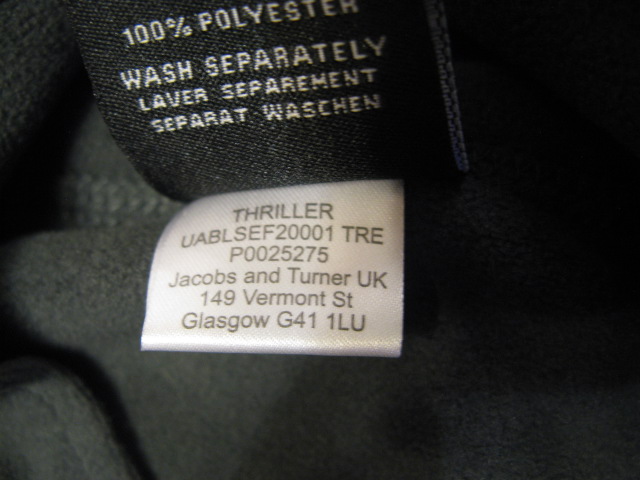 100% POLYESTER
WASH SEPARATELY
LAVER SEPAREMENT
SEPARAT WASCHEN
THRILLER
UABLSEF20001 TRE
P0025275
Jacobs and Turner UK
149 Vermont St
Glasgow G41 1LU